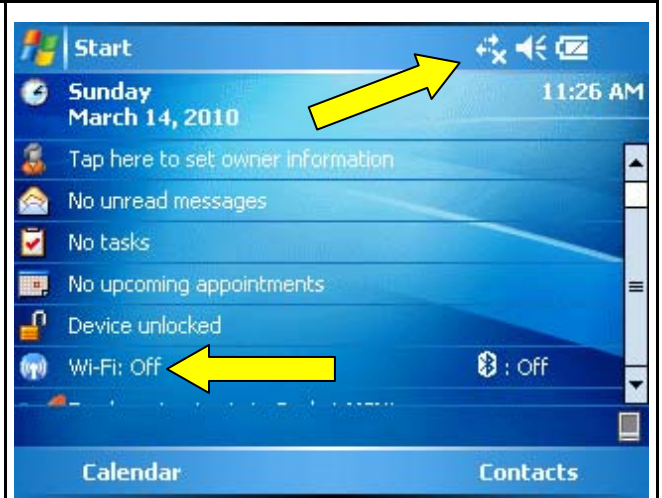 Start
Sunday
11:26 AM
March 14, 2010
Tap here to set owner information
No unread messages
No tasks
No upcoming appointments
Device unlocked
Wi-Fi: Off
: Off
Calendar
Contacts